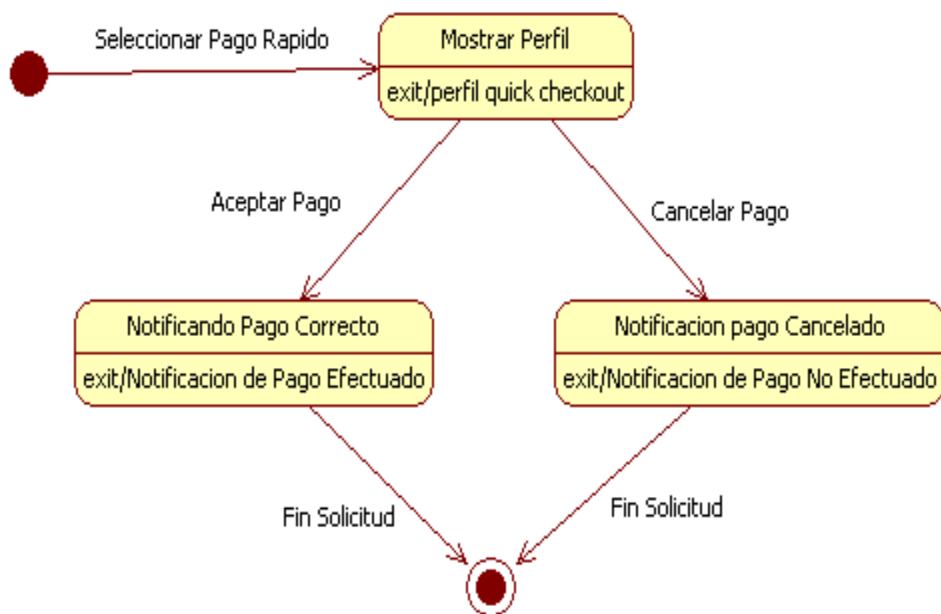 Seleccionar Pago Rapido
Mostrar Perfil
exit/perfil quick checkout
Aceptar Pago
Cancelar Pago
Notificando Pago Correcto
exit/Notificacion de Pago Efectuado
Notificacion pago Cancelado
exit/Notificacion de Pago No Efectuado
Fin Solicitud
Fin Solicitud